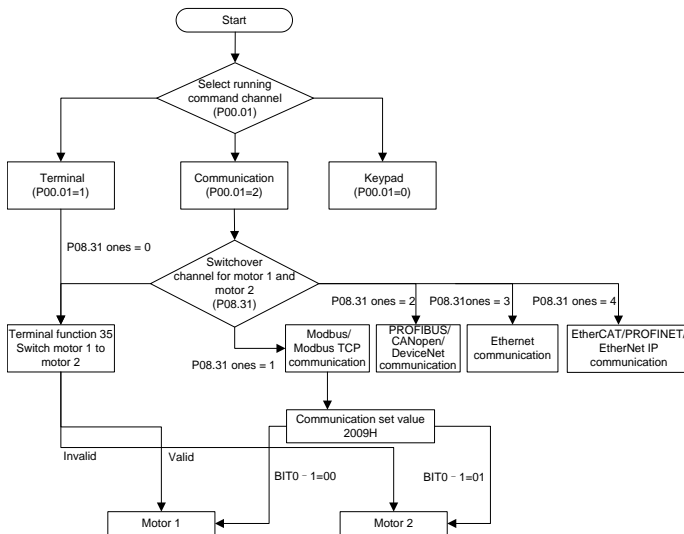 Start
Select running
command channel
(P00.01)
Terminal
(P00.01=1)
Communication
(P00.01=2)
Keypad
(P00.01=0)
P08.31 ones = 0
Switchover
channel for motor 1 and
motor 2
(P08.31)
P08.31 ones = 2
P08.31ones = 3
P08.31 ones = 4
Terminal function 35
Switch motor 1 to
motor 2
P08.31 ones = 1
Modbus/
Modbus TCP
communication
PROFIBUS/
CANopen/
DeviceNet
communication
Ethernet
communication
EtherCAT/PROFINET/
EtherNet IP
communication
Communication set value
2009H
Invalid
Valid
BIT0﹣1=00
BIT0﹣1=01
Motor 1
Motor 2